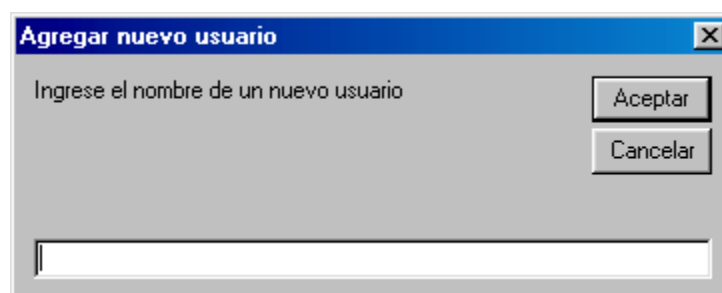 Agregar nuevo usuario
Ingrese el nombre de un nuevo usuario
Aceptar
Cancelar